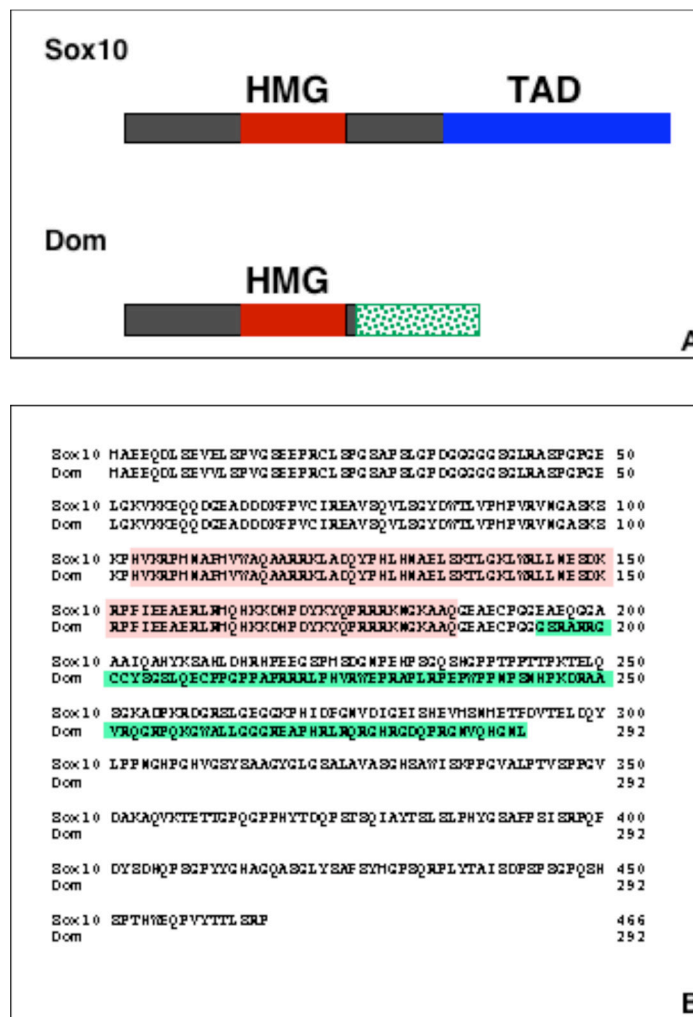 Sox10
HMG TAD
Dom
HMG
A
Sox10 MAEEQDLSEVELSPVGSEEPRCLSPGSAPSLGPDGGGGGSGLRASPGPGE 50
Dom MAEEQDLSEVVLSPVGSEEPRCLSPGSAPSLGPDGGGGGSGLRASPGPGE 50
Sox10 LGKVKKEQQDGEADDDKFPVCIREAVSQVLSGYDWTLVPMPVRVNGASKS 100
Dom LGKVKKEQQDGEADDDKFPVCIREAVSQVLSGYDWTLVPMPVRVNGASKS 100
Sox10 KPHVKRPMNAFMVWAQAARRKLADQYPHLHNAELSKTLGKLWRLLNESDK 150
Dom KPHVKRPMNAFMVWAQAARRKLADQYPHLHNAELSKTLGKLWRLLNESDK 150
Sox10 RPFIEEAERLRMQHKKDHPDYKYQPRRRKNGKAAQGEAECPGGEAEQGGA 200
Dom RPFIEEAERLRMQHKKDHPDYKYQPRRRKNGKAAQGEAECPGGGSRARRG 200
Sox10 AAIQAHYKSAHLDHRHPEEGSPMSDGNPEHPSGQSHGPPTPPTTPKTELQ 250
Dom CCYSGSLQECPPGPPAPRRRLPHVRWEPRAPLRPEPWPPNPSNHPKDRAA 250
Sox10 SGKADPKRDGRSLGEGGKPHIDFGNVDIGEISHEVMSNMETFDVTELDQY 300
Dom VRQGRPQKGWALLGGGREAPHRLRQRGHRGDQPRGNVQHGNL 292
Sox10 LPPNGHPGHVGSYSAAGYGLGSALAVASGHSAWISKPPGVALPTVSPPGV 350
Dom 292
Sox10 DAKAQVKTETTGPQGPPHYTDQPSTSQIAYTSLSLPHYGSAFPSISRPQF 400
Dom 292
Sox10 DYSDHQPSGPYYGHAGQASGLYSAFSYMGPSQRPLYTAISDPSPSGPQSH 450
Dom 292
Sox10 SPTHWEQPVYTTLSRP 466
Dom 292
B